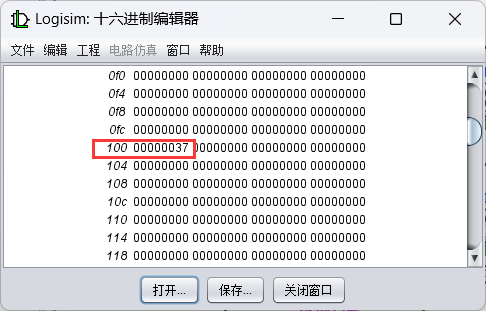 Logisim: 十六进制编辑器
文件 编辑 工程 电路仿真 窗口 帮助
0f0 00000000 00000000 00000000 00000000
0f4 00000000 00000000 00000000 00000000
0f8 00000000 00000000 00000000 00000000
0fc 00000000 00000000 00000000 00000000
100 00000037 00000000 00000000 00000000
104 00000000 00000000 00000000 00000000
108 00000000 00000000 00000000 00000000
10c 00000000 00000000 00000000 00000000
110 00000000 00000000 00000000 00000000
114 00000000 00000000 00000000 00000000
118 00000000 00000000 00000000 00000000
打开... 保存... 关闭窗口